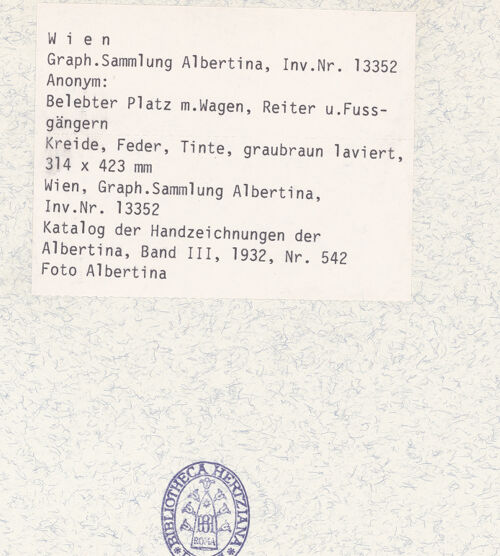 W i e n
Graph.Sammlung Albertina, Inv.Nr. 13352
Anonym:
Belebter Platz m.Wagen, Reiter u.Fuss-
gängern
Kreide, Feder, Tinte, graubraun laviert,
314 x 423 mm
Wien, Graph.Sammlung Albertina,
Inv.Nr. 13352
Katalog der Handzeichnungen der
Albertina, Band III, 1932, Nr. 542
Foto Albertina
BIBLIOTHECA HERTZIANA
ROMA